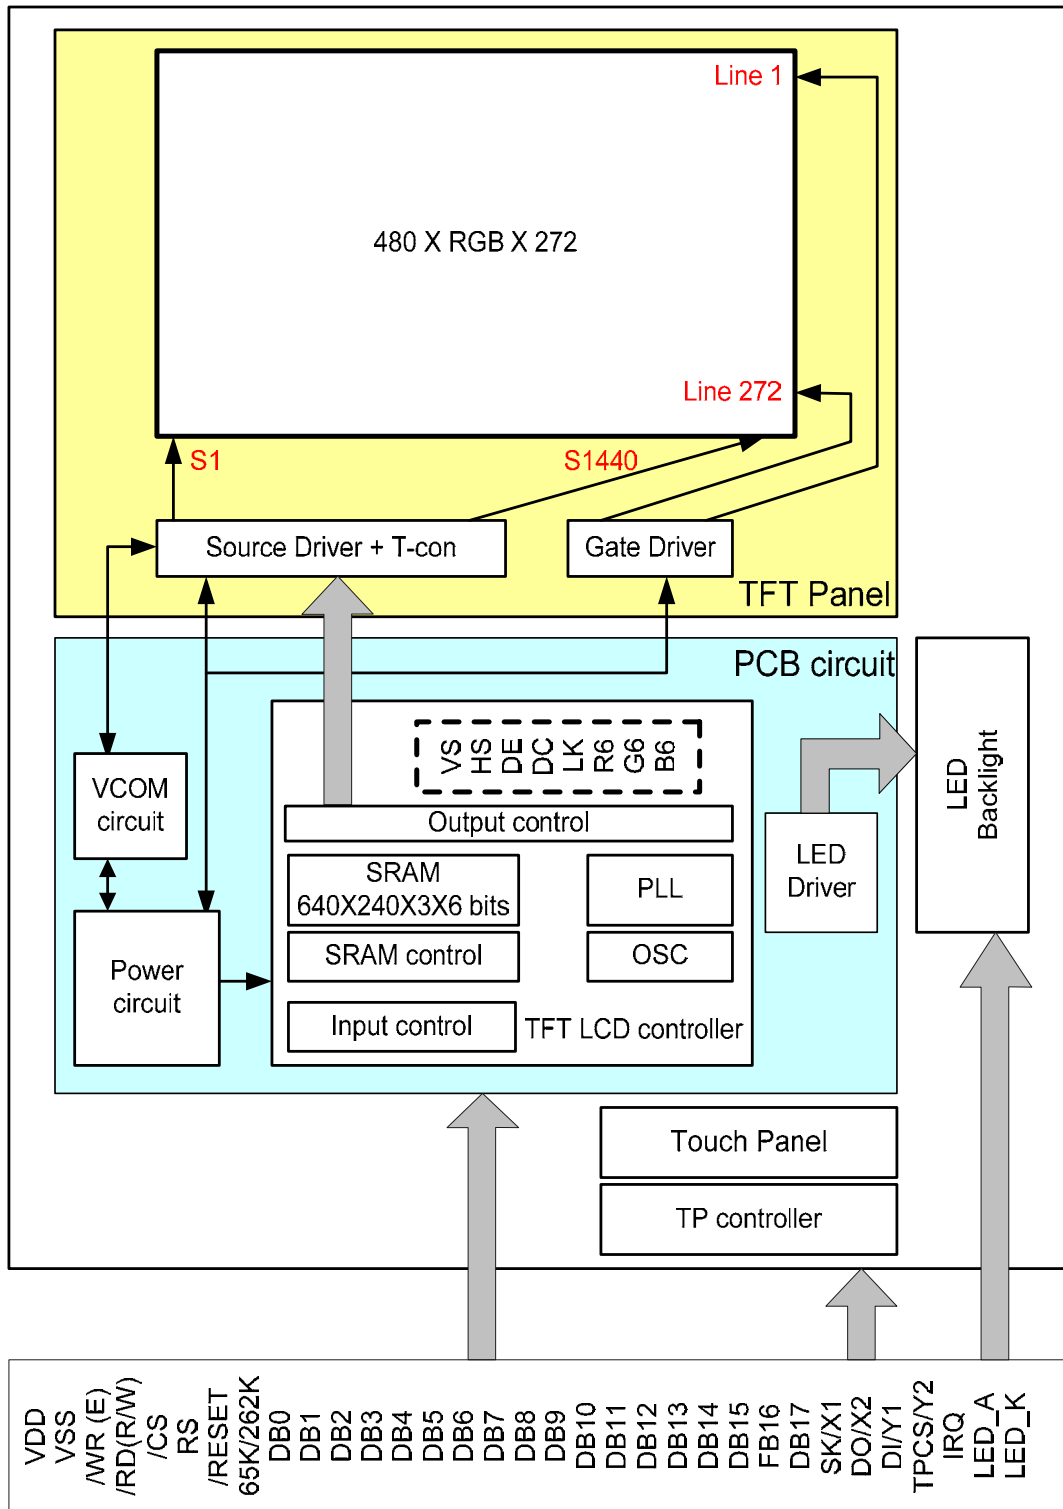 Line 1
480 X RGB X 272
Line 272
S1
S1440
Source Driver + T-con
Gate Driver
TFT Panel
PCB circuit
VS
HS
DE
DC
LK
R6
G6
B6
LED
Backlight
VCOM
circuit
Output control
LED
Driver
SRAM
640X240X3X6 bits
PLL
SRAM control
OSC
Power
circuit
Input control
TFT LCD controller
Touch Panel
TP controller
VDD
VSS
/WR (E)
/RD(R/W)
/CS
RS
/RESET
65K/262K
DB0
DB1
DB2
DB3
DB4
DB5
DB6
DB7
DB8
DB9
DB10
DB11
DB12
DB13
DB14
DB15
FB16
DB17
SK/X1
DO/X2
DI/Y1
TPCS/Y2
IRQ
LED_A
LED_K